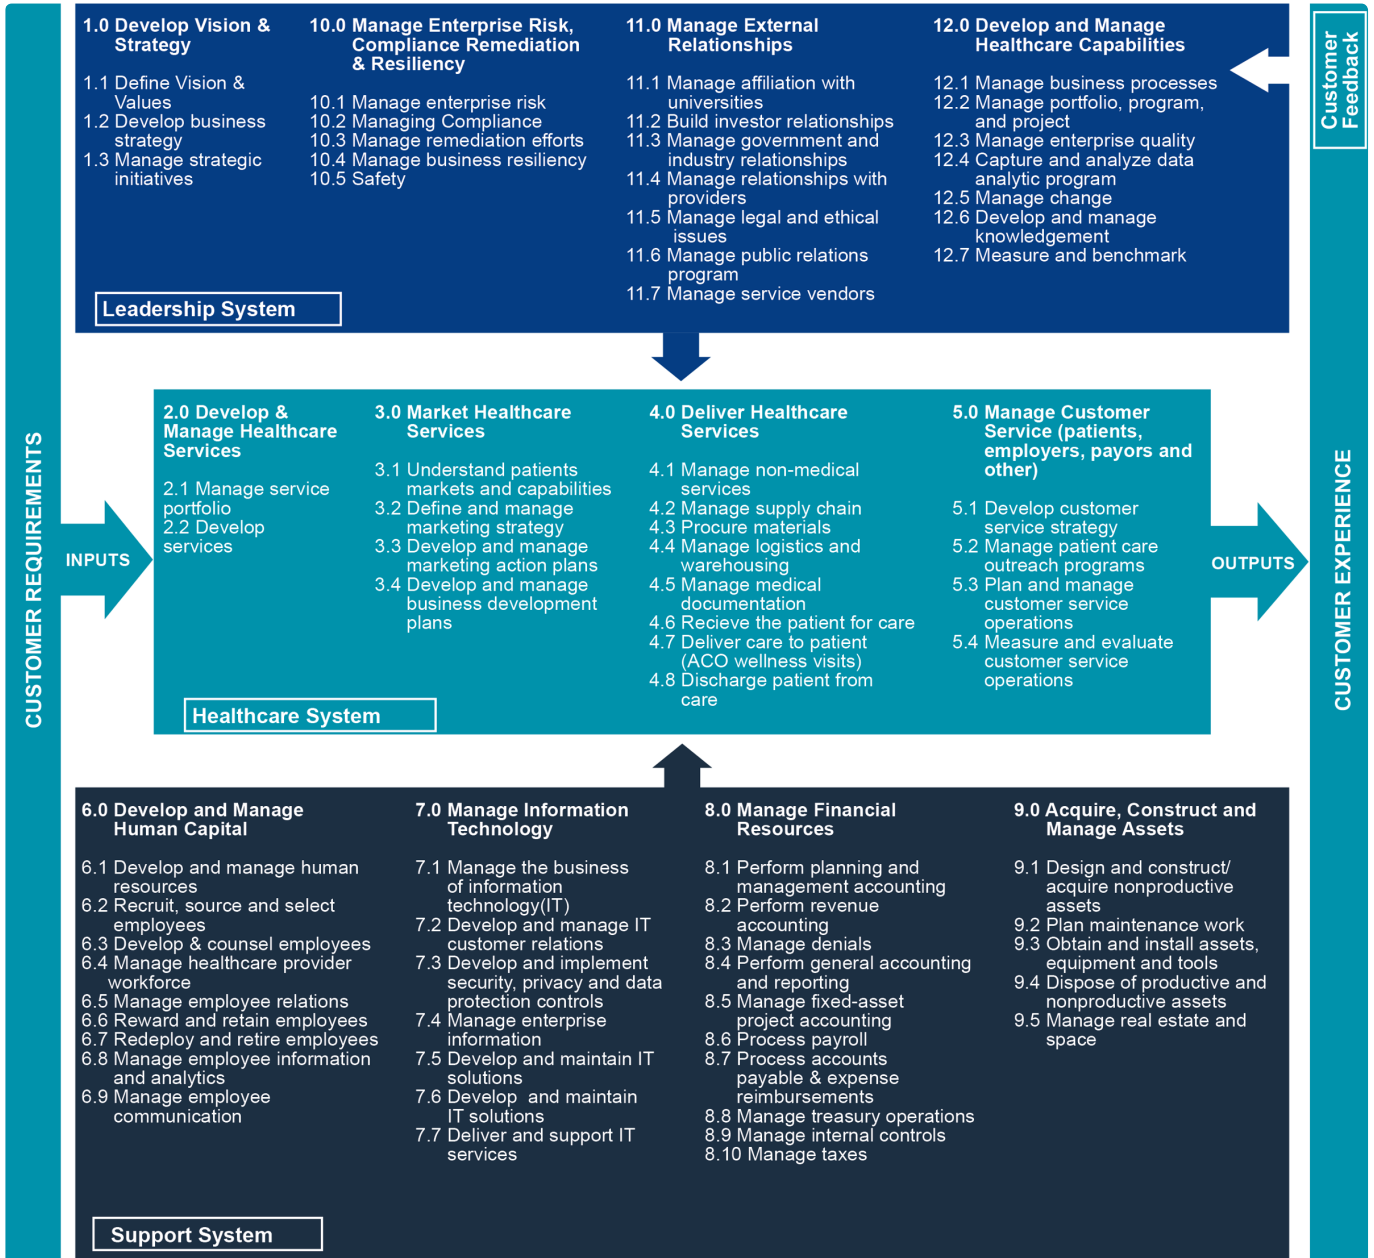 CUSTOMER REQUIREMENTS
1.0 Develop Vision &
Strategy
1.1 Define Vision &
Values
1.2 Develop business
strategy
1.3 Manage strategic
initiatives
10.0 Manage Enterprise Risk,
Compliance Remediation
& Resiliency
10.1 Manage enterprise risk
10.2 Managing Compliance
10.3 Manage remediation efforts
10.4 Manage business resiliency
10.5 Safety
11.0 Manage External
Relationships
11.1 Manage affiliation with
universities
11.2 Build investor relationships
11.3 Manage government and
industry relationships
11.4 Manage relationships with
providers
11.5 Manage legal and ethical
issues
11.6 Manage public relations
program
11.7 Manage service vendors
12.0 Develop and Manage
Healthcare Capabilities
12.1 Manage business processes
12.2 Manage portfolio, program,
and project
12.3 Manage enterprise quality
12.4 Capture and analyze data
analytic program
12.5 Manage change
12.6 Develop and manage
knowledgement
12.7 Measure and benchmark
Leadership System
Customer
Feedback
INPUTS
2.0 Develop &
Manage Healthcare
Services
2.1 Manage service
portfolio
2.2 Develop
services
3.0 Market Healthcare
Services
3.1 Understand patients
markets and capabilities
3.2 Define and manage
marketing strategy
3.3 Develop and manage
marketing action plans
3.4 Develop and manage
business development
plans
4.0 Deliver Healthcare
Services
4.1 Manage non-medical
services
4.2 Manage supply chain
4.3 Procure materials
4.4 Manage logistics and
warehousing
4.5 Manage medical
documentation
4.6 Recieve the patient for care
4.7 Deliver care to patient
(ACO wellness visits)
4.8 Discharge patient from
care
5.0 Manage Customer
Service (patients,
employers, payors and
other)
5.1 Develop customer
service strategy
5.2 Manage patient care
outreach programs
5.3 Plan and manage
customer service
operations
5.4 Measure and evaluate
customer service
operations
Healthcare System
OUTPUTS
CUSTOMER EXPERIENCE
6.0 Develop and Manage
Human Capital
6.1 Develop and manage human
resources
6.2 Recruit, source and select
employees
6.3 Develop & counsel employees
6.4 Manage healthcare provider
workforce
6.5 Manage employee relations
6.6 Reward and retain employees
6.7 Redeploy and retire employees
6.8 Manage employee information
and analytics
6.9 Manage employee
communication
7.0 Manage Information
Technology
7.1 Manage the business
of information
technology(IT)
7.2 Develop and manage IT
customer relations
7.3 Develop and implement
security, privacy and data
protection controls
7.4 Manage enterprise
information
7.5 Develop and maintain IT
solutions
7.6 Develop and maintain
IT solutions
7.7 Deliver and support IT
services
8.0 Manage Financial
Resources
8.1 Perform planning and
management accounting
8.2 Perform revenue
accounting
8.3 Manage denials
8.4 Perform general accounting
and reporting
8.5 Manage fixed-asset
project accounting
8.6 Process payroll
8.7 Process accounts
payable & expense
reimbursements
8.8 Manage treasury operations
8.9 Manage internal controls
8.10 Manage taxes
9.0 Acquire, Construct and
Manage Assets
9.1 Design and construct/
acquire nonproductive
assets
9.2 Plan maintenance work
9.3 Obtain and install assets,
equipment and tools
9.4 Dispose of productive and
nonproductive assets
9.5 Manage real estate and
space
Support System